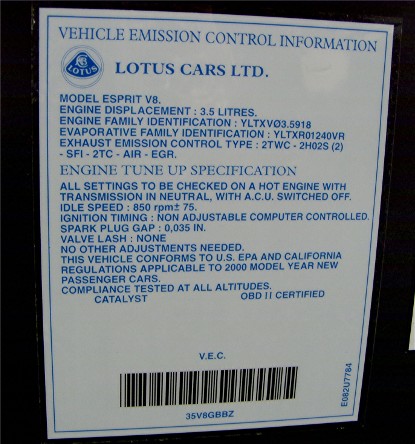 VEHICLE EMISSION CONTROL INFORMATION
LOTUS
LOTUS CARS LTD.
MODEL ESPRIT V8.
ENGINE DISPLACEMENT : 3.5 LITRES.
ENGINE FAMILY IDENTIFICATION : YLTXVØ3.5918
EVAPORATIVE FAMILY IDENTIFICATION : YLTXR01240VR
EXHAUST EMISSION CONTROL TYPE : 2TWC - 2H02S (2)
- SFI - 2TC - AIR - EGR.
ENGINE TUNE UP SPECIFICATION
ALL SETTINGS TO BE CHECKED ON A HOT ENGINE WITH
TRANSMISSION IN NEUTRAL, WITH A.C.U. SWITCHED OFF.
IDLE SPEED : 850 rpm± 75.
IGNITION TIMING : NON ADJUSTABLE COMPUTER CONTROLLED.
SPARK PLUG GAP : 0,035 IN.
VALVE LASH : NONE
NO OTHER ADJUSTMENTS NEEDED.
THIS VEHICLE CONFORMS TO U.S. EPA AND CALIFORNIA
REGULATIONS APPLICABLE TO 2000 MODEL YEAR NEW
PASSENGER CARS.
COMPLIANCE TESTED AT ALL ALTITUDES.
CATALYST OBD II CERTIFIED
V.E.C.
35V8GBBZ
E082U7784